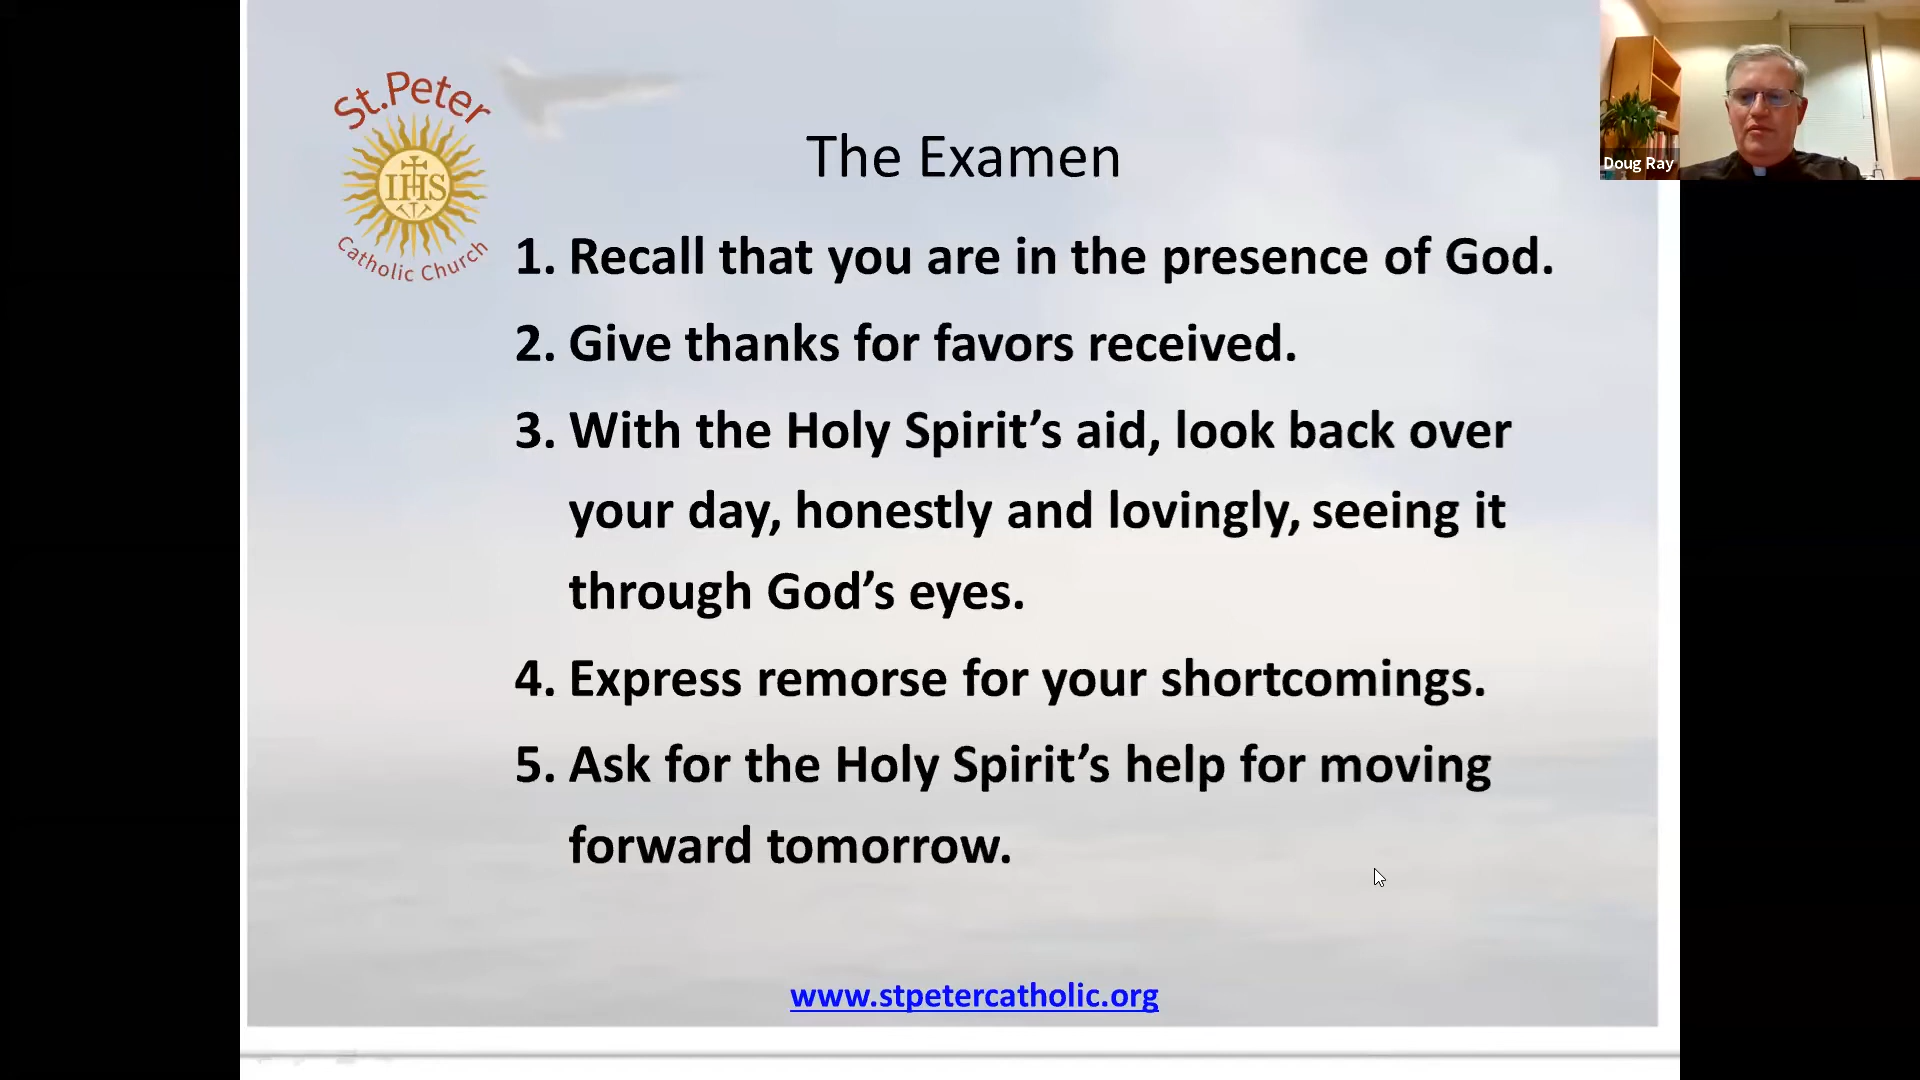 St. Peter
IHS
Catholic Church
The Examen
1. Recall that you are in the presence of God.
2. Give thanks for favors received.
3. With the Holy Spirit’s aid, look back over
your day, honestly and lovingly, seeing it
through God’s eyes.
4. Express remorse for your shortcomings.
5. Ask for the Holy Spirit’s help for moving
forward tomorrow.
www.stpetercatholic.org
Doug Ray